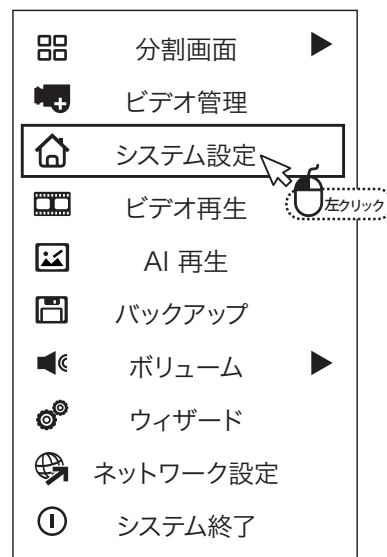 分割画面
ビデオ管理
システム設定
左クリック
ビデオ再生
AI 再生
バックアップ
ボリューム
ウィザード
ネットワーク設定
システム終了